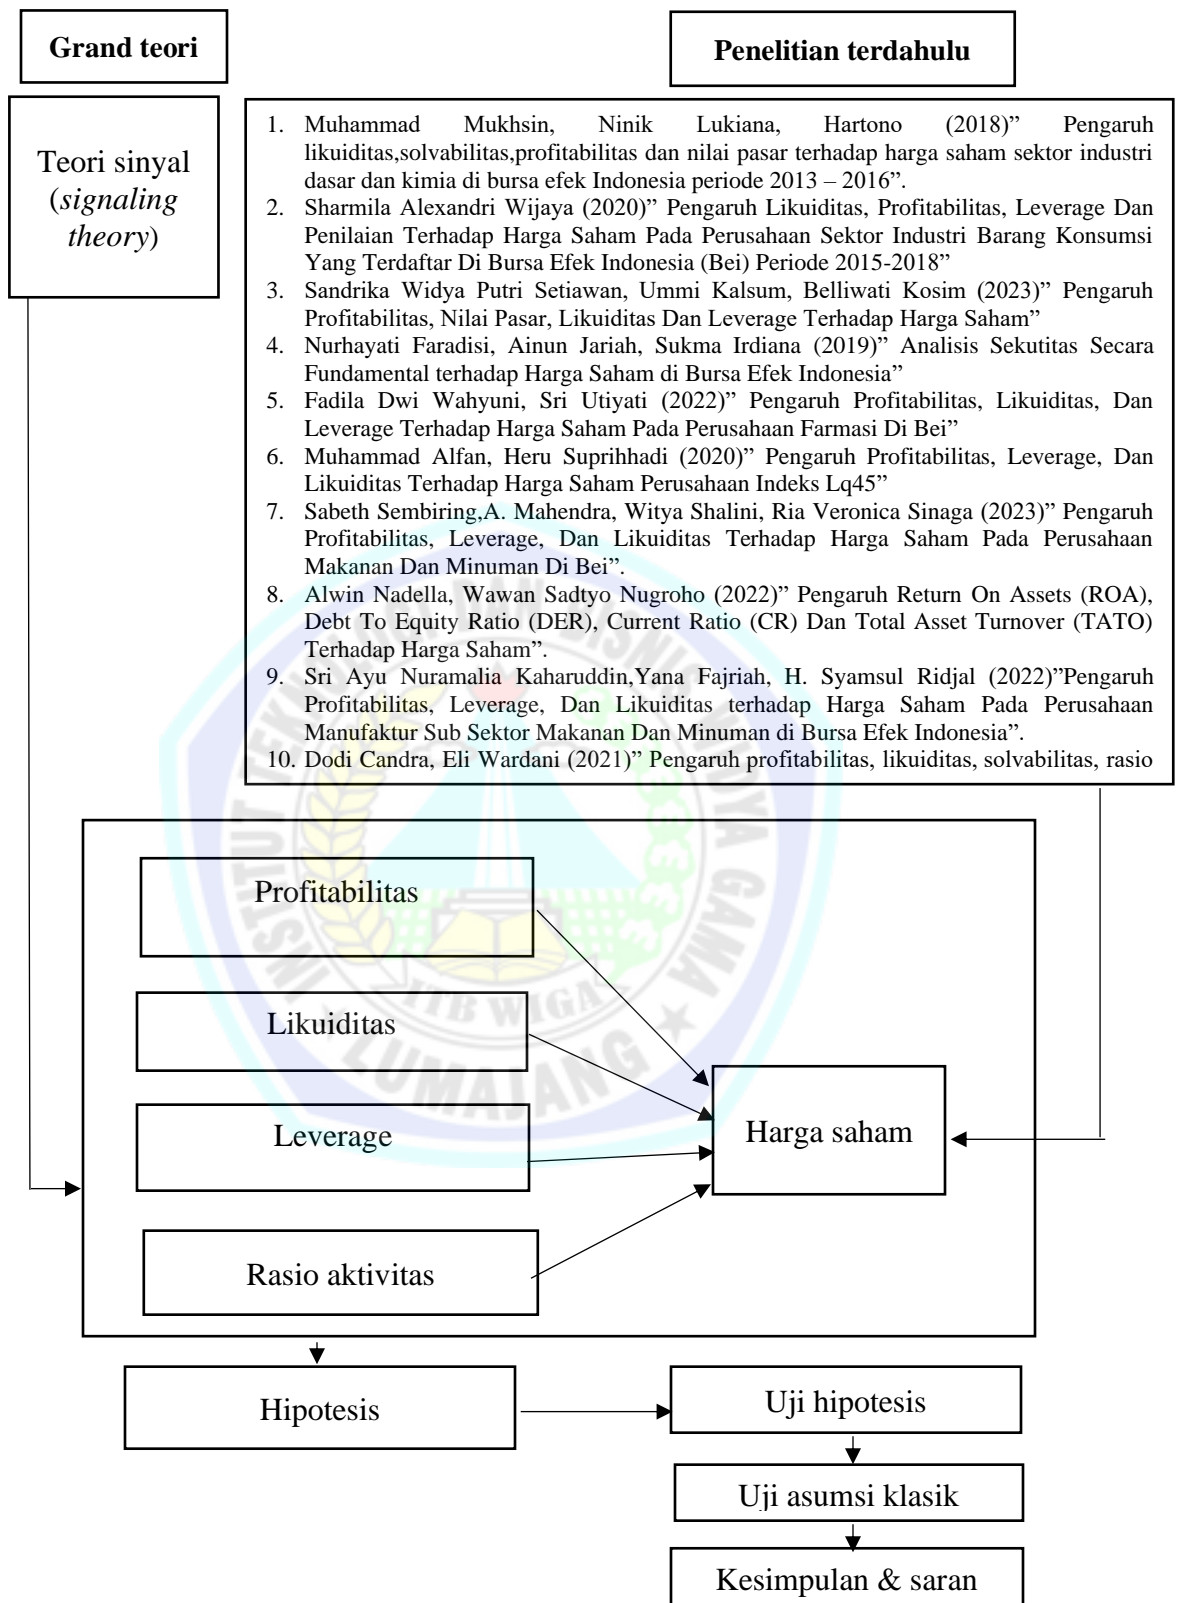 Grand teori
Penelitian terdahulu
Teori sinyal
(signaling
theory)
1. Muhammad Mukhsin, Ninik Lukiana, Hartono (2018)” Pengaruh
likuiditas,solvabilitas,profitabilitas dan nilai pasar terhadap harga saham sektor industri
dasar dan kimia di bursa efek Indonesia periode 2013 – 2016”.
2. Sharmila Alexandri Wijaya (2020)” Pengaruh Likuiditas, Profitabilitas, Leverage Dan
Penilaian Terhadap Harga Saham Pada Perusahaan Sektor Industri Barang Konsumsi
Yang Terdaftar Di Bursa Efek Indonesia (Bei) Periode 2015-2018”
3. Sandrika Widya Putri Setiawan, Ummi Kalsum, Belliwati Kosim (2023)” Pengaruh
Profitabilitas, Nilai Pasar, Likuiditas Dan Leverage Terhadap Harga Saham”
4. Nurhayati Faradisi, Ainun Jariah, Sukma Irdiana (2019)” Analisis Sekutitas Secara
Fundamental terhadap Harga Saham di Bursa Efek Indonesia”
5. Fadila Dwi Wahyuni, Sri Utiyati (2022)” Pengaruh Profitabilitas, Likuiditas, Dan
Leverage Terhadap Harga Saham Pada Perusahaan Farmasi Di Bei”
6. Muhammad Alfan, Heru Suprihhadi (2020)” Pengaruh Profitabilitas, Leverage, Dan
Likuiditas Terhadap Harga Saham Perusahaan Indeks Lq45”
7. Sabeth Sembiring,A. Mahendra, Witya Shalini, Ria Veronica Sinaga (2023)” Pengaruh
Profitabilitas, Leverage, Dan Likuiditas Terhadap Harga Saham Pada Perusahaan
Makanan Dan Minuman Di Bei”.
8. Alwin Nadella, Wawan Sadtyo Nugroho (2022)” Pengaruh Return On Assets (ROA),
Debt To Equity Ratio (DER), Current Ratio (CR) Dan Total Asset Turnover (TATO)
Terhadap Harga Saham”.
9. Sri Ayu Nuramalia Kaharuddin,Yana Fajriah, H. Syamsul Ridjal (2022)”Pengaruh
Profitabilitas, Leverage, Dan Likuiditas terhadap Harga Saham Pada Perusahaan
Manufaktur Sub Sektor Makanan Dan Minuman di Bursa Efek Indonesia”.
10. Dodi Candra, Eli Wardani (2021)” Pengaruh profitabilitas, likuiditas, solvabilitas, rasio
INSTITUT TEKNOLOGI DAN BISNIS WIDYA GAMA
ITB WIGA
LUMAJANG
Profitabilitas
Likuiditas
Leverage
Rasio aktivitas
Harga saham
Hipotesis
Uji hipotesis
Uji asumsi klasik
Kesimpulan & saran